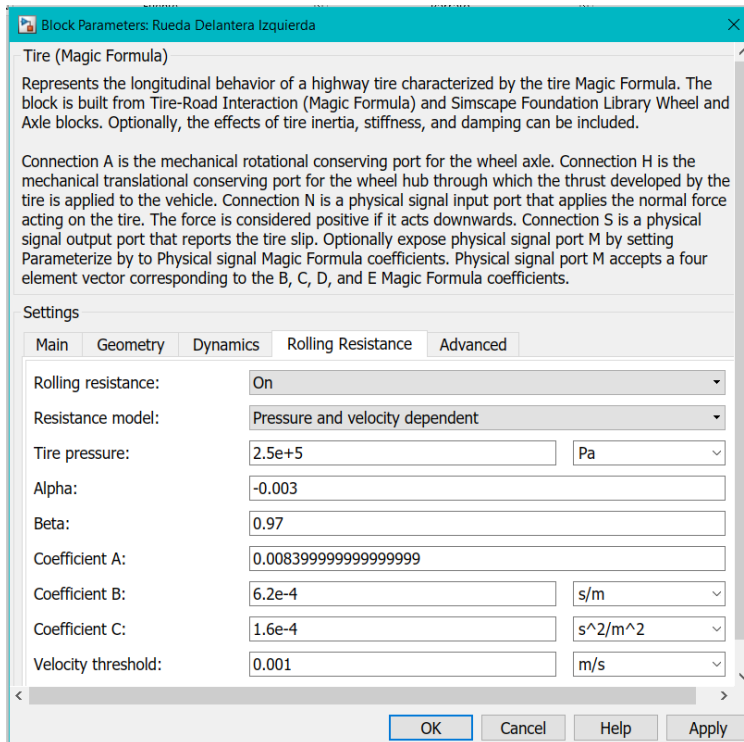 Block Parameters: Rueda Delantera Izquierda
Tire (Magic Formula)
Represents the longitudinal behavior of a highway tire characterized by the tire Magic Formula. The
block is built from Tire-Road Interaction (Magic Formula) and Simscape Foundation Library Wheel and
Axle blocks. Optionally, the effects of tire inertia, stiffness, and damping can be included.
Connection A is the mechanical rotational conserving port for the wheel axle. Connection H is the
mechanical translational conserving port for the wheel hub through which the thrust developed by the
tire is applied to the vehicle. Connection N is a physical signal input port that applies the normal force
acting on the tire. The force is considered positive if it acts downwards. Connection S is a physical
signal output port that reports the tire slip. Optionally expose physical signal port M by setting
Parameterize by to Physical signal Magic Formula coefficients. Physical signal port M accepts a four
element vector corresponding to the B, C, D, and E Magic Formula coefficients.
Settings
Main Geometry Dynamics Rolling Resistance Advanced
Rolling resistance: On
Resistance model: Pressure and velocity dependent
Tire pressure: 2.5e+5 Pa
Alpha: -0.003
Beta: 0.97
Coefficient A: 0.008399999999999999
Coefficient B: 6.2e-4 s/m
Coefficient C: 1.6e-4 s^2/m^2
Velocity threshold: 0.001 m/s
OK Cancel Help Apply